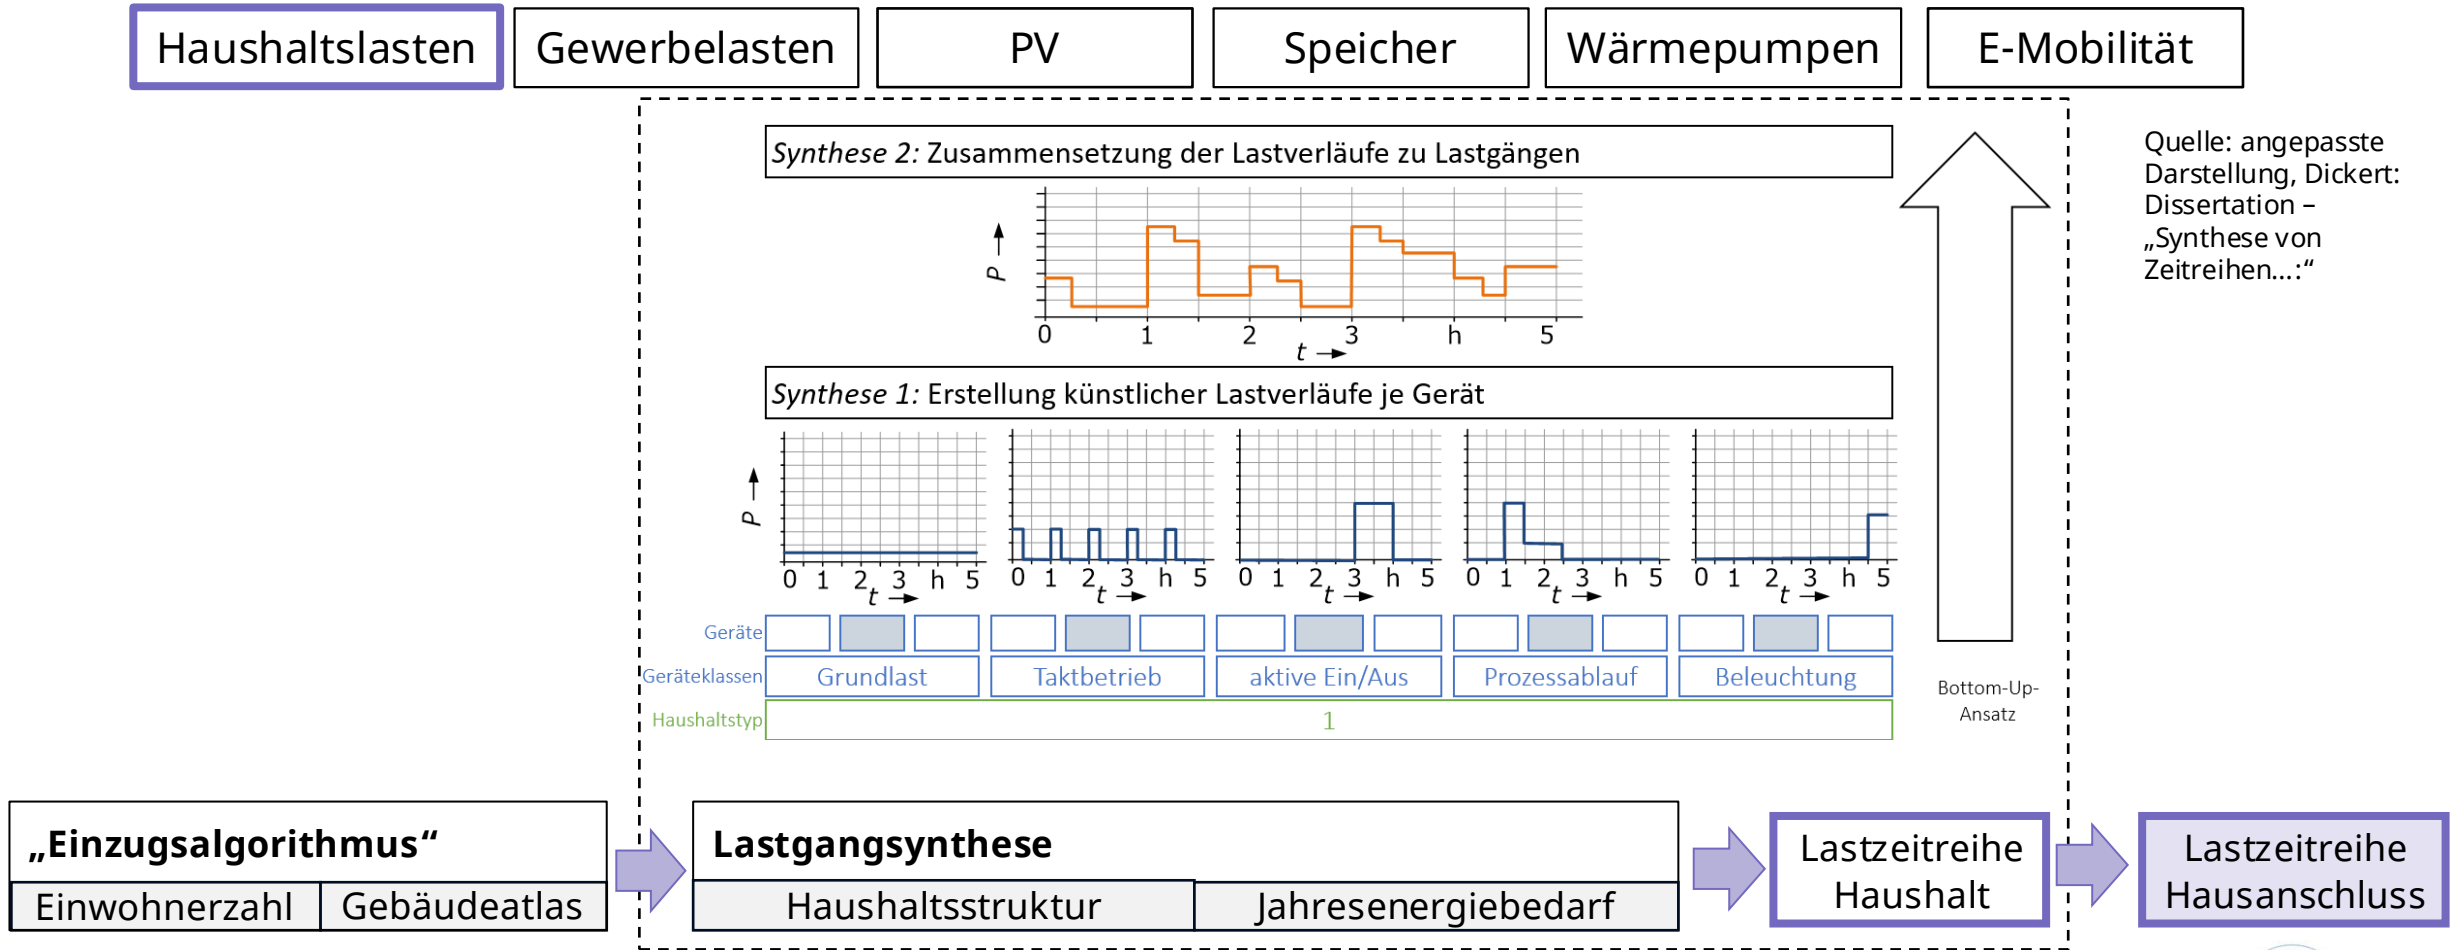 Haushaltslasten
Gewerbelasten
PV
Speicher
Wärmepumpen
E-Mobilität
Synthese 2: Zusammensetzung der Lastverläufe zu Lastgängen
P
0 1 2 3 h 5
t
Quelle: angepasste
Darstellung, Dickert:
Dissertation –
„Synthese von
Zeitreihen…:“
Synthese 1: Erstellung künstlicher Lastverläufe je Gerät
P
0 1 2 3 h 5
t
0 1 2 3 h 5
t
0 1 2 3 h 5
t
0 1 2 3 h 5
t
0 1 2 3 h 5
t
Geräte
Geräteklassen
Grundlast
Taktbetrieb
aktive Ein/Aus
Prozessablauf
Beleuchtung
Haushaltstyp
1
Bottom-Up-
Ansatz
„Einzugsalgorithmus“
Einwohnerzahl
Gebäudeatlas
Lastgangsynthese
Haushaltsstruktur
Jahresenergiebedarf
Lastzeitreihe
Haushalt
Lastzeitreihe
Hausanschluss